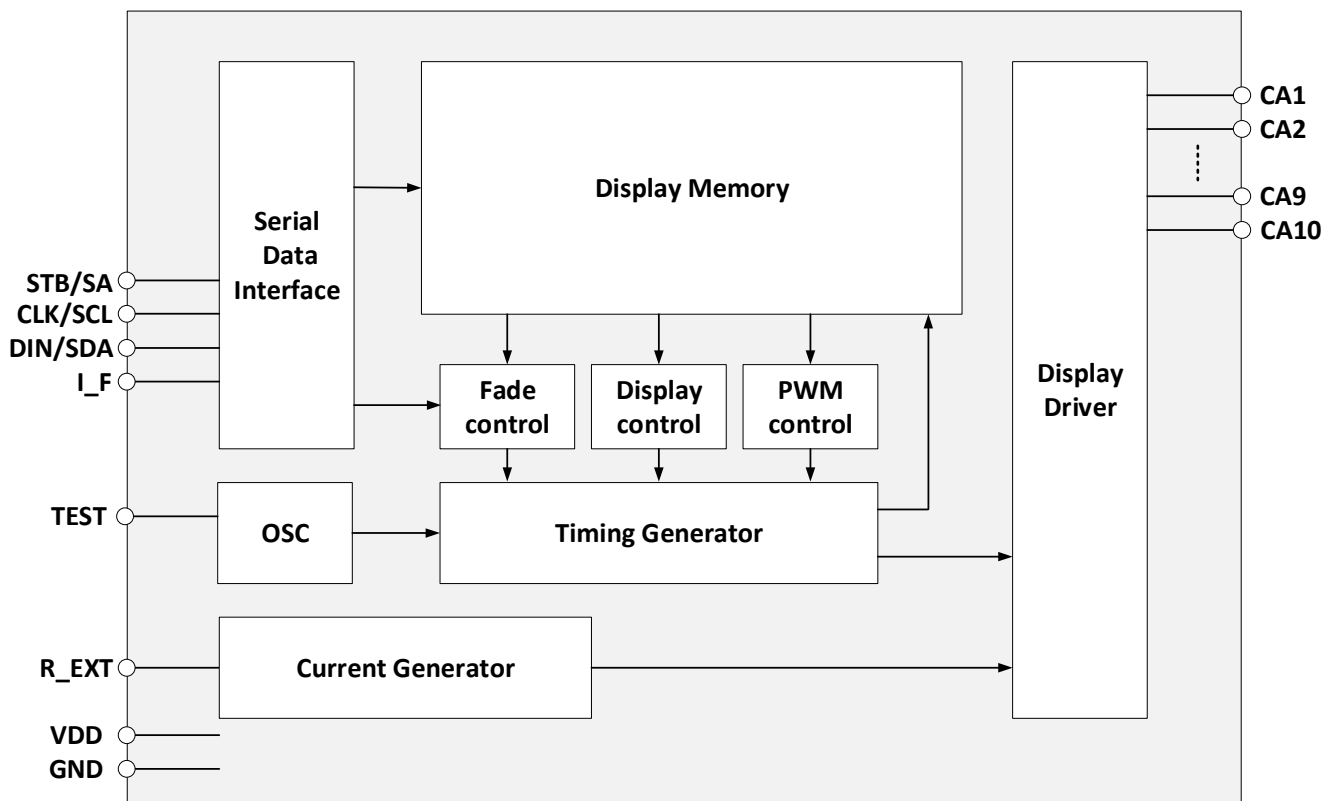 CA1
CA2
CA9
CA10
Display Memory
Serial
Data
Interface
STB/SA
CLK/SCL
DIN/SDA
I_F
Fade
control
Display
control
PWM
control
Display
Driver
TEST
OSC
Timing Generator
R_EXT
Current Generator
VDD
GND